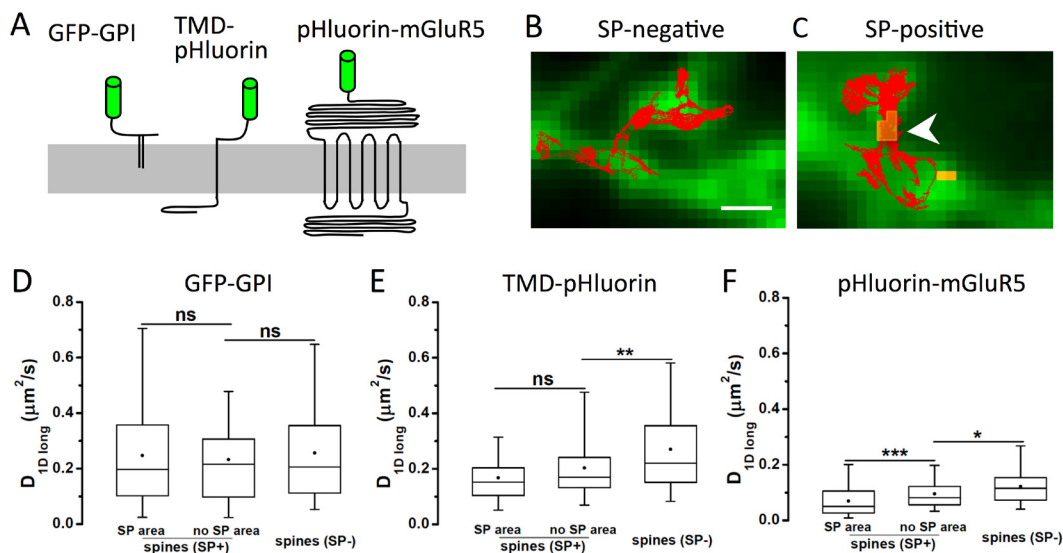 A
GFP-GPI
TMD-
pHluorin
pHluorin-mGluR5
B
SP-negative
C
SP-positive
D
GFP-GPI
D1D long (μm²/s)
0.8
0.6
0.4
0.2
0.0
ns
ns
SP area
no SP area
spines (SP+)
spines (SP-)
E
TMD-pHluorin
D1D long (μm²/s)
0.8
0.6
0.4
0.2
0.0
ns
**
SP area
no SP area
spines (SP+)
spines (SP-)
F
pHluorin-mGluR5
D1D long (μm²/s)
0.8
0.6
0.4
0.2
0.0
***
*
SP area
no SP area
spines (SP+)
spines (SP-)